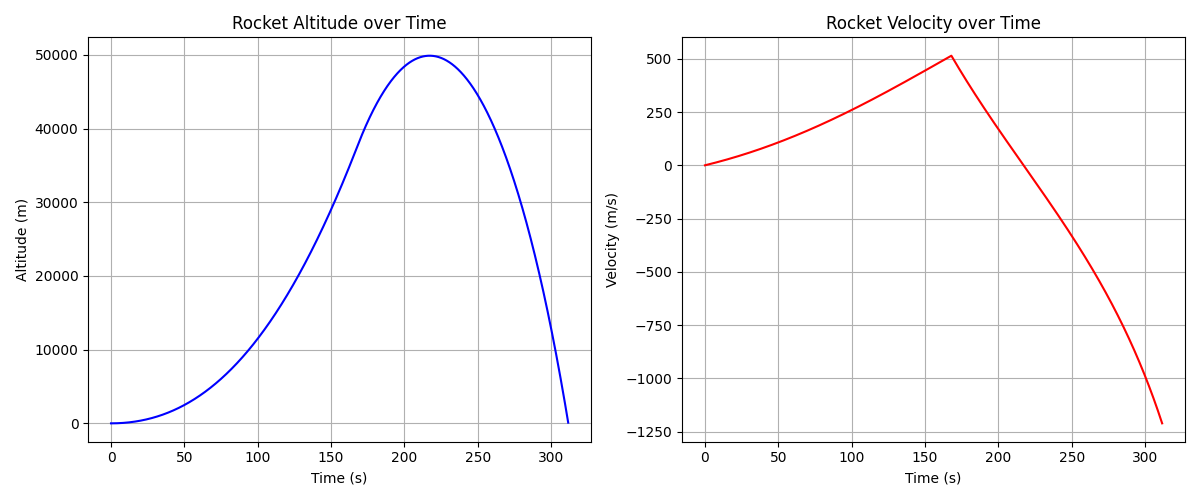 Rocket Altitude over Time
Altitude (m)
50000
40000
30000
20000
10000
0
0 50 100 150 200 250 300
Time (s)
Rocket Velocity over Time
Velocity (m/s)
500
250
0
−250
−500
−750
−1000
−1250
0 50 100 150 200 250 300
Time (s)